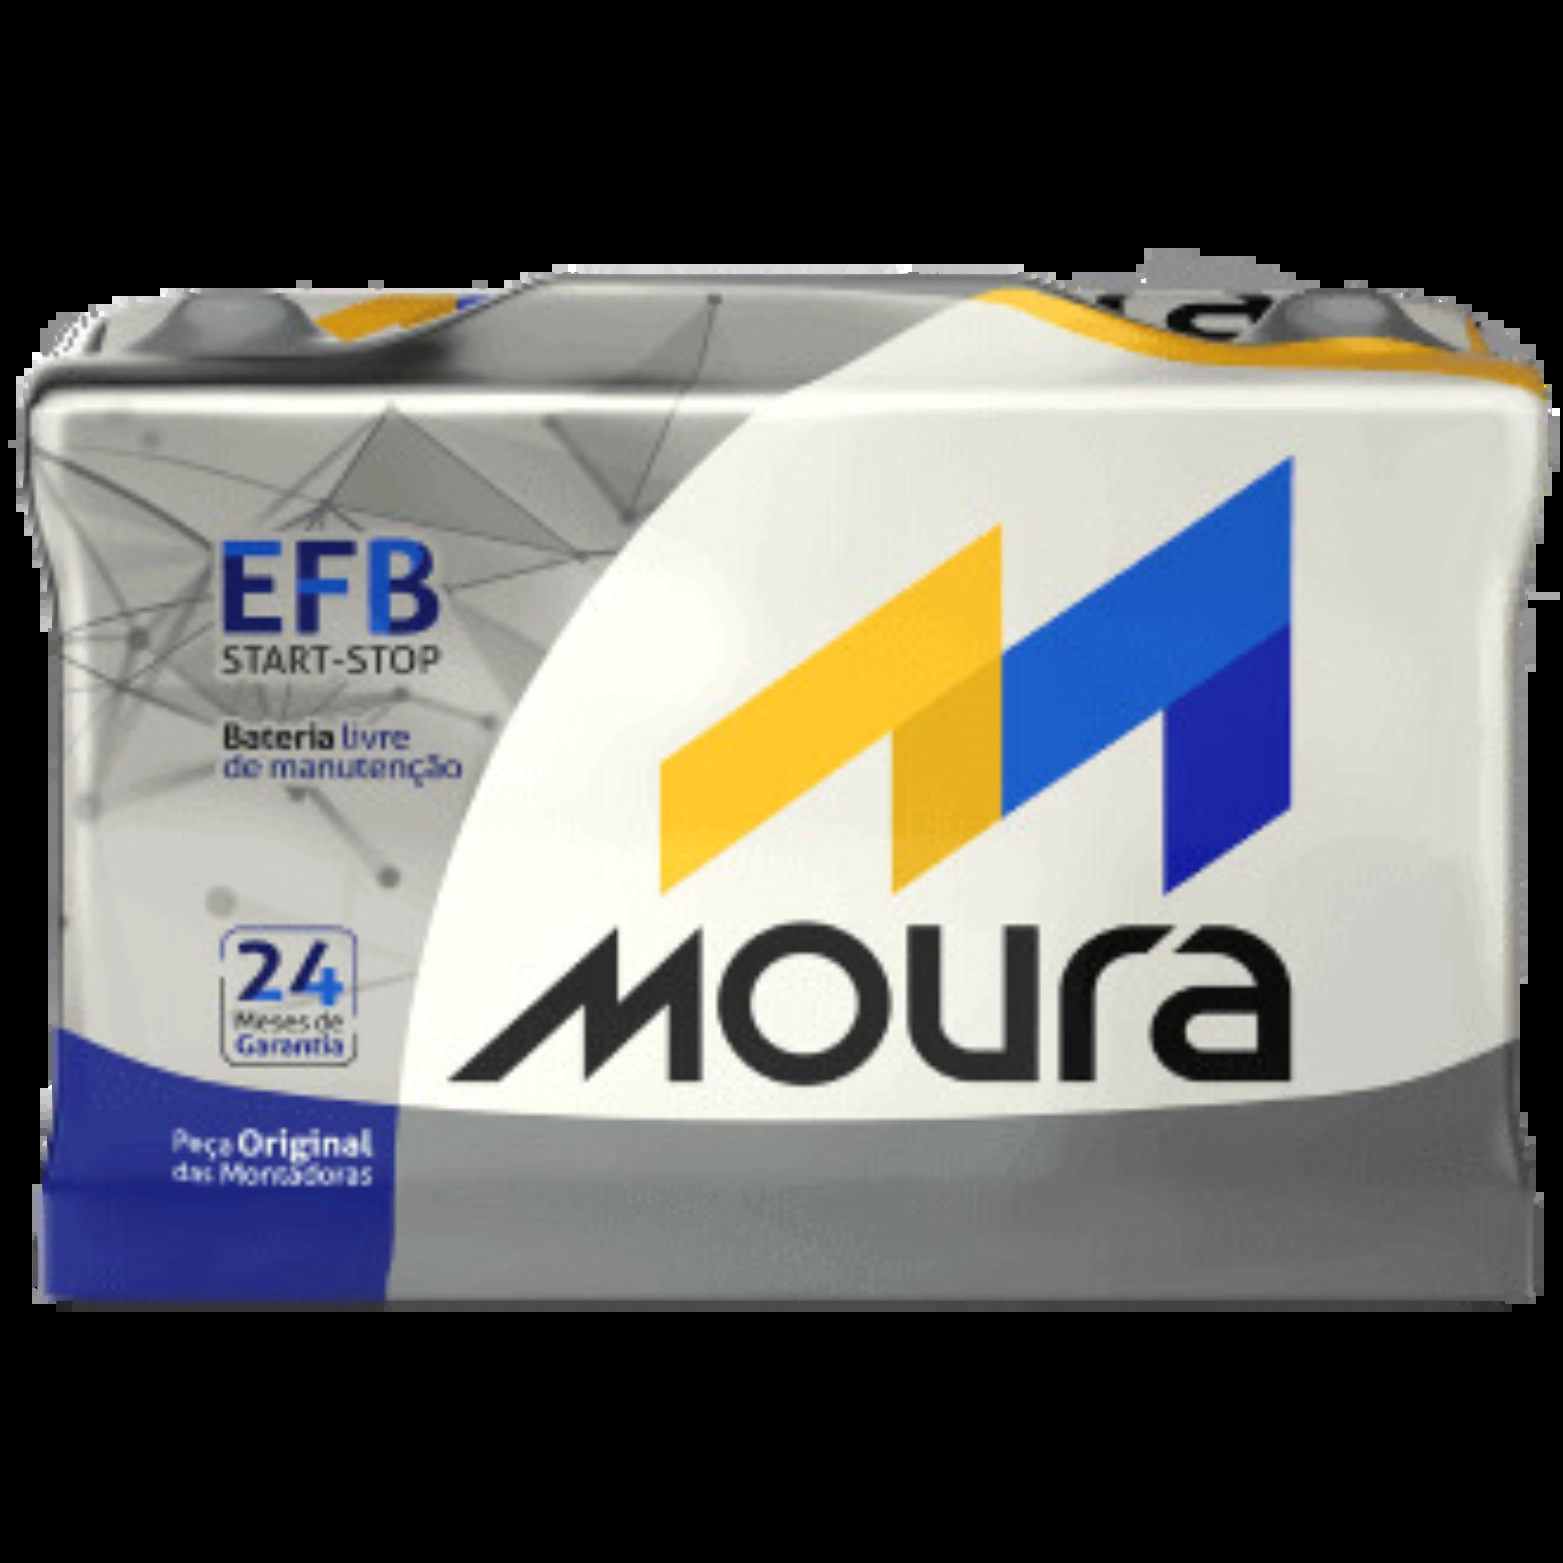 EFB
START-STOP
Bateria livre
de manutenção
24
Meses de
Garantia
Peça Original
das Montadoras
moura